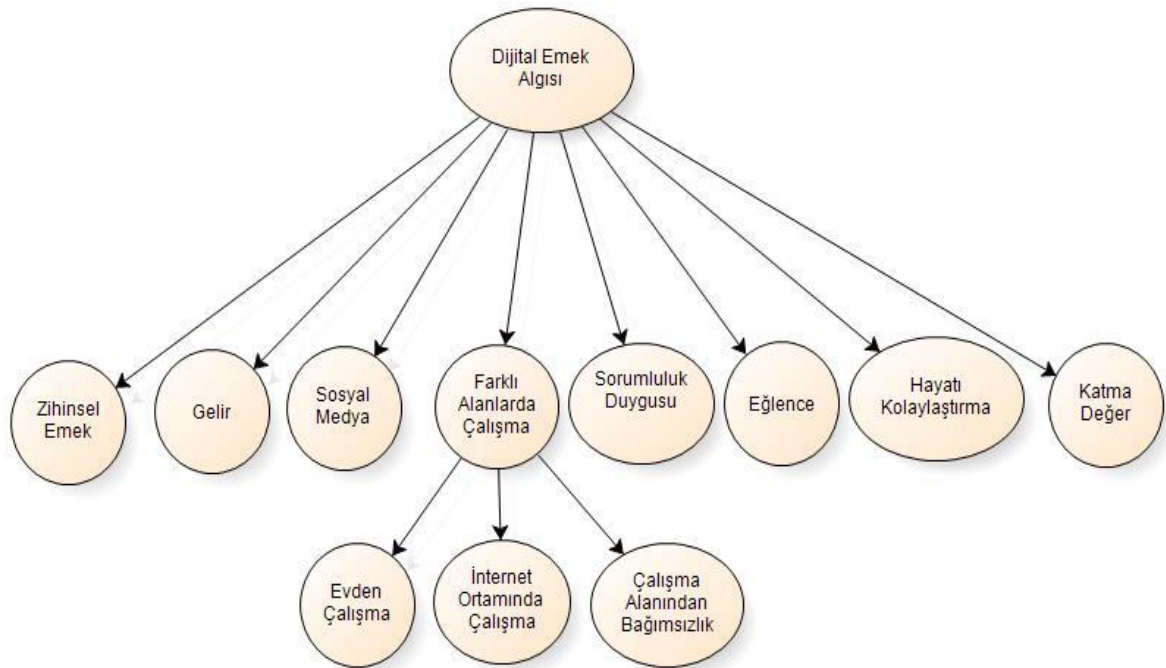 Dijital Emek
Algısı
Zihinsel
Emek
Gelir
Sosyal
Medya
Farklı
Alanlarda
Çalışma
Sorumluluk
Duygusu
Eğlence
Hayatı
Kolaylaştırma
Katma
Değer
Evden
Çalışma
İnternet
Ortamında
Çalışma
Çalışma
Alanından
Bağımsızlık